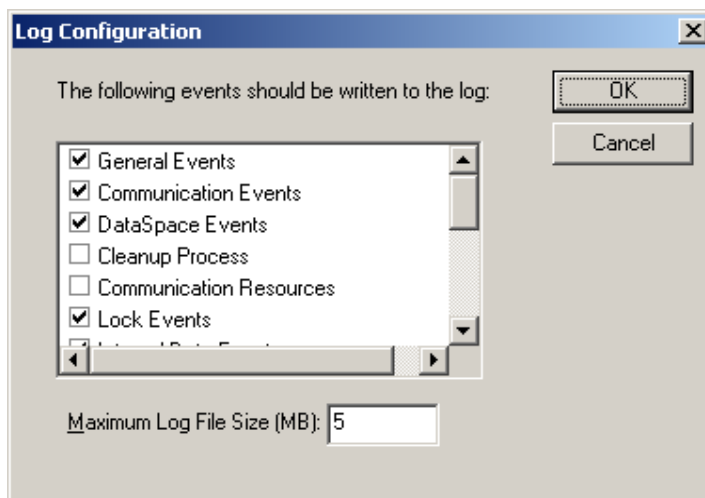 Log Configuration
The following events should be written to the log:
OK
Cancel
General Events
Communication Events
DataSpace Events
Cleanup Process
Communication Resources
Lock Events
Maximum Log File Size (MB): 5